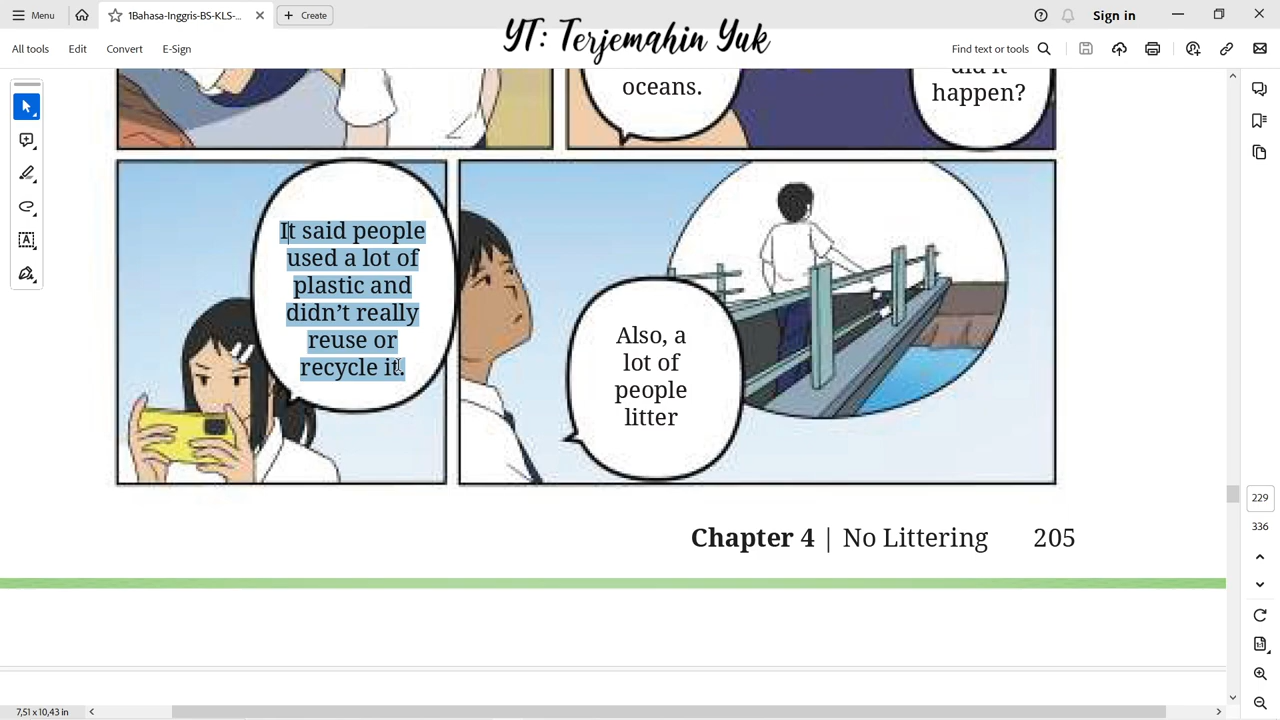 Menu
1Bahasa-Inggris-BS-KLS-...
Create
YT: Terjemahin Yuk
Sign in
All tools
Edit
Convert
E-Sign
Find text or tools
oceans.
did it
happen?
It said people
used a lot of
plastic and
didn't really
reuse or
recycle it.
Also, a
lot of
people
litter
Chapter 4 | No Littering 205
229
336
7,51 x 10,43 in